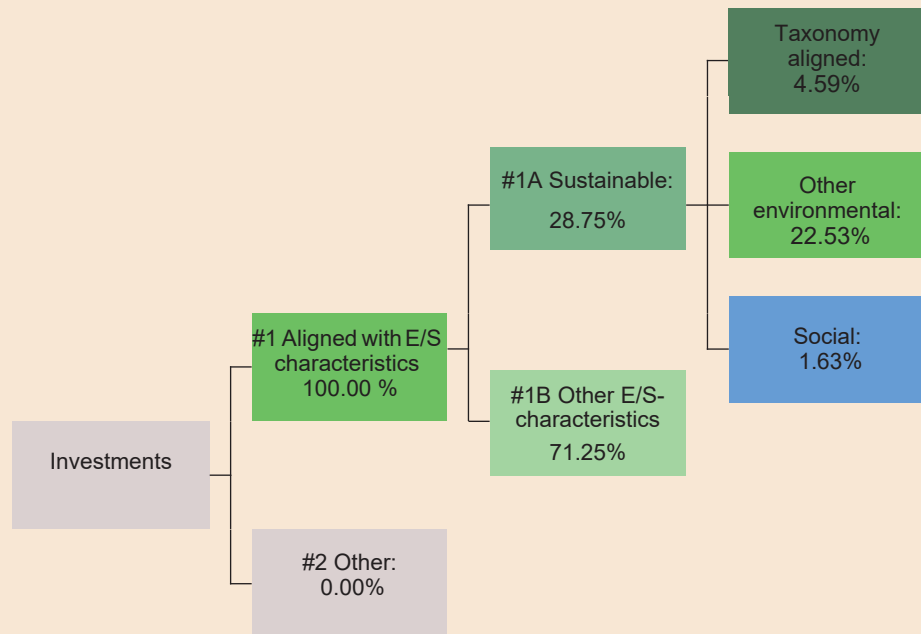 Taxonomy
aligned:
4.59%
#1A Sustainable:
28.75%
Other
environmental:
22.53%
#1 Aligned with E/S
characteristics
100.00 %
Social:
1.63%
#1B Other E/S-
characteristics
71.25%
Investments
#2 Other:
0.00%